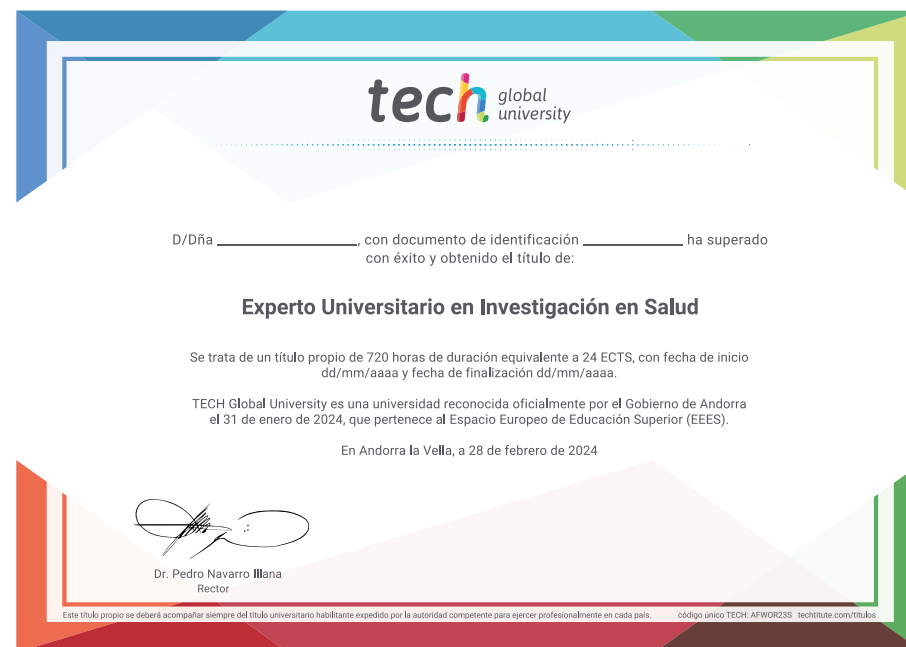 tech global university
D/Dña ____________, con documento de identificación ____________ ha superado
con éxito y obtenido el título de:
Experto Universitario en Investigación en Salud
Se trata de un título propio de 720 horas de duración equivalente a 24 ECTS, con fecha de inicio
dd/mm/aaaa y fecha de finalización dd/mm/aaaa.
TECH Global University es una universidad reconocida oficialmente por el Gobierno de Andorra
el 31 de enero de 2024, que pertenece al Espacio Europeo de Educación Superior (EEES).
En Andorra la Vella, a 28 de febrero de 2024
Dr. Pedro Navarro Illana
Rector
Este título propio se deberá acompañar siempre del título universitario habilitante expedido por la autoridad competente para ejercer profesionalmente en cada país. código único TECH: AFWOR23S techtitute.com/titulos